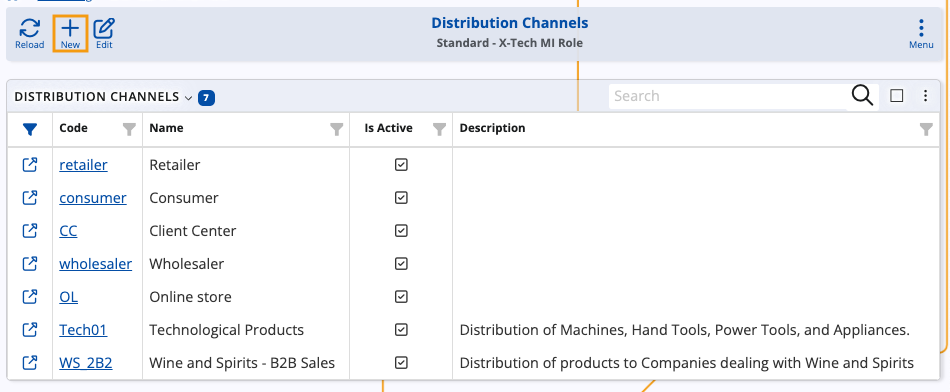 Reload
New
Edit
Distribution Channels
Standard - X-Tech MI Role
Menu
DISTRIBUTION CHANNELS 7
Search
Code Name Is Active Description
retailer Retailer
consumer Consumer
CC Client Center
wholesaler Wholesaler
OL Online store
Tech01 Technological Products Distribution of Machines, Hand Tools, Power Tools, and Appliances.
WS_2B2 Wine and Spirits - B2B Sales Distribution of products to Companies dealing with Wine and Spirits